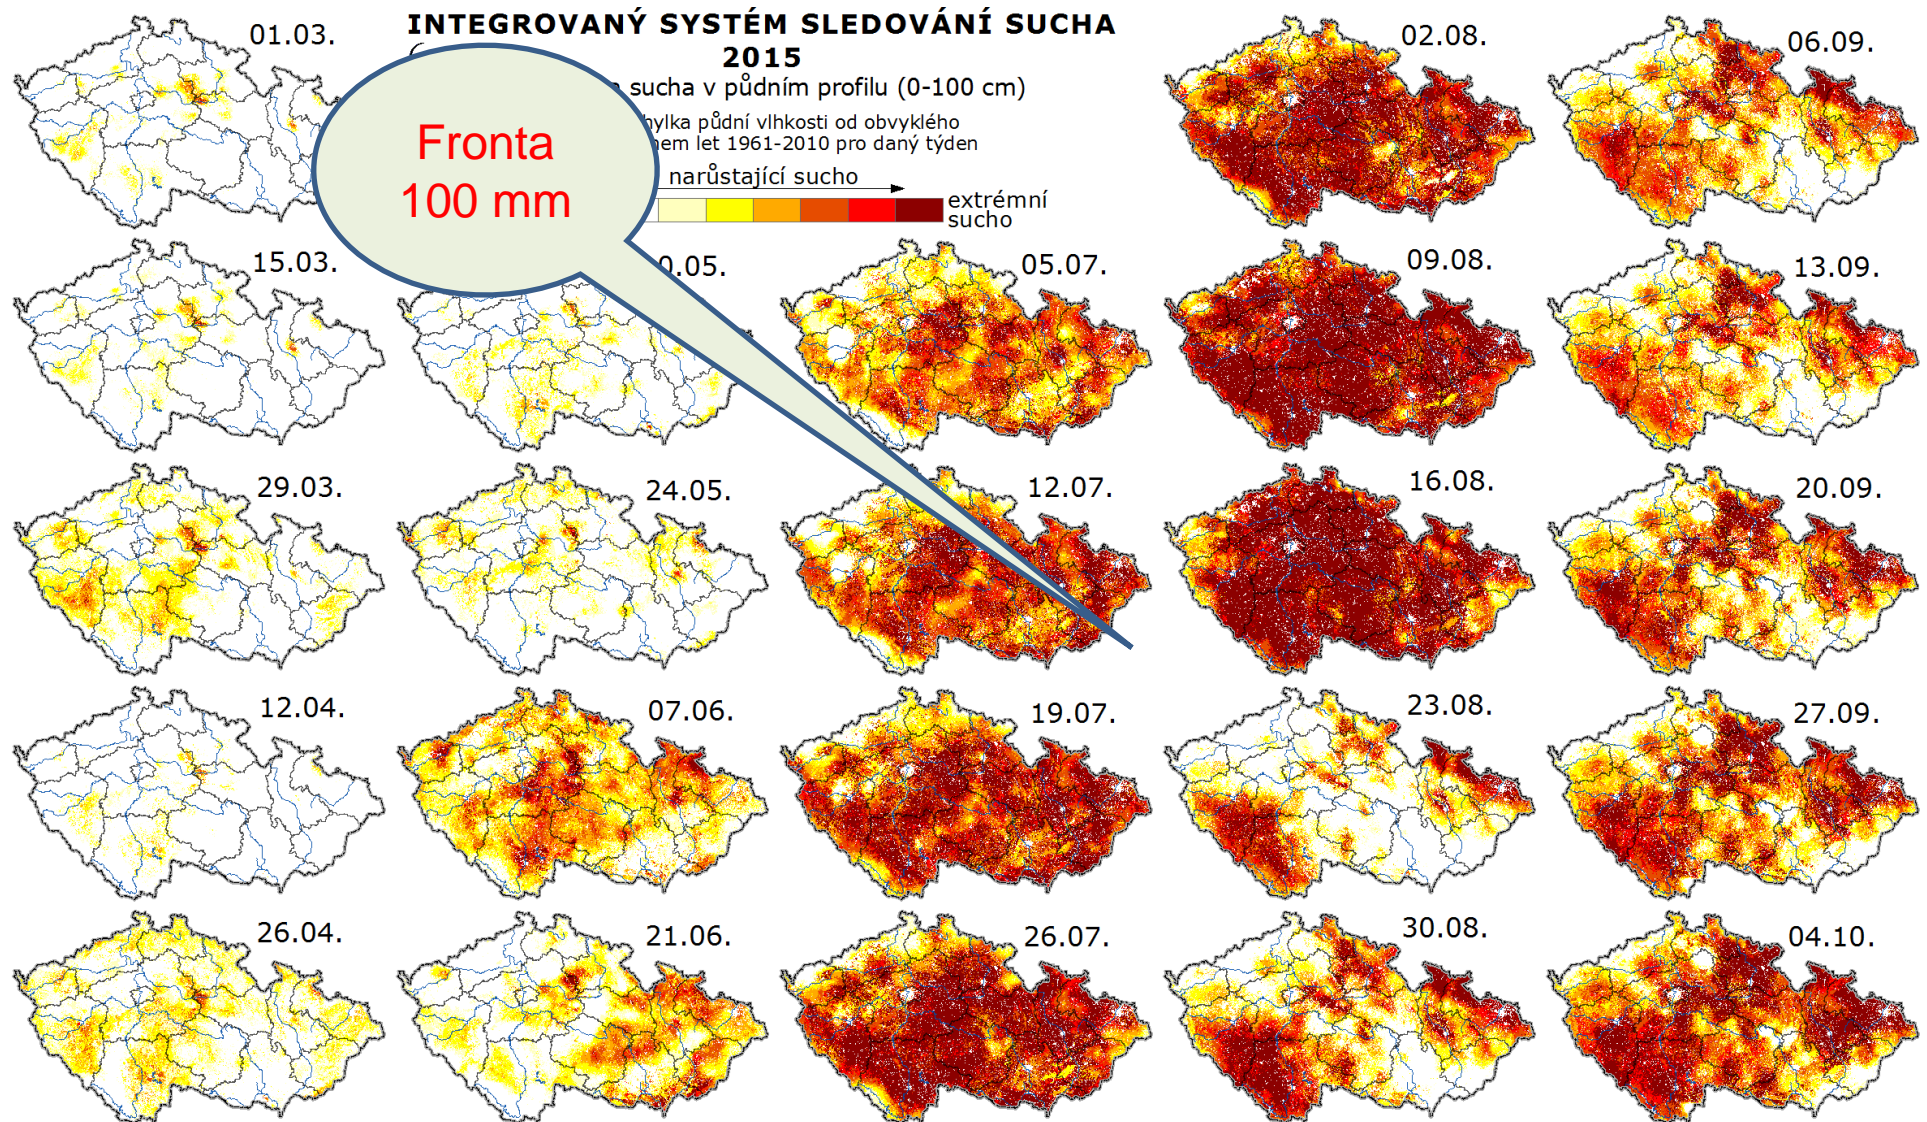 INTEGROVANÝ SYSTÉM SLEDOVÁNÍ SUCHA
2015
sucha v půdním profilu (0-100 cm)
půdní vlhkosti od obvyklého
let 1961-2010 pro daný týden
narůstající sucho
extrémní
sucho
Fronta
100 mm
01.03.
15.03.
29.03.
12.04.
26.04.
24.05.
07.06.
21.06.
05.07.
12.07.
19.07.
26.07.
02.08.
09.08.
16.08.
23.08.
30.08.
06.09.
13.09.
20.09.
27.09.
04.10.